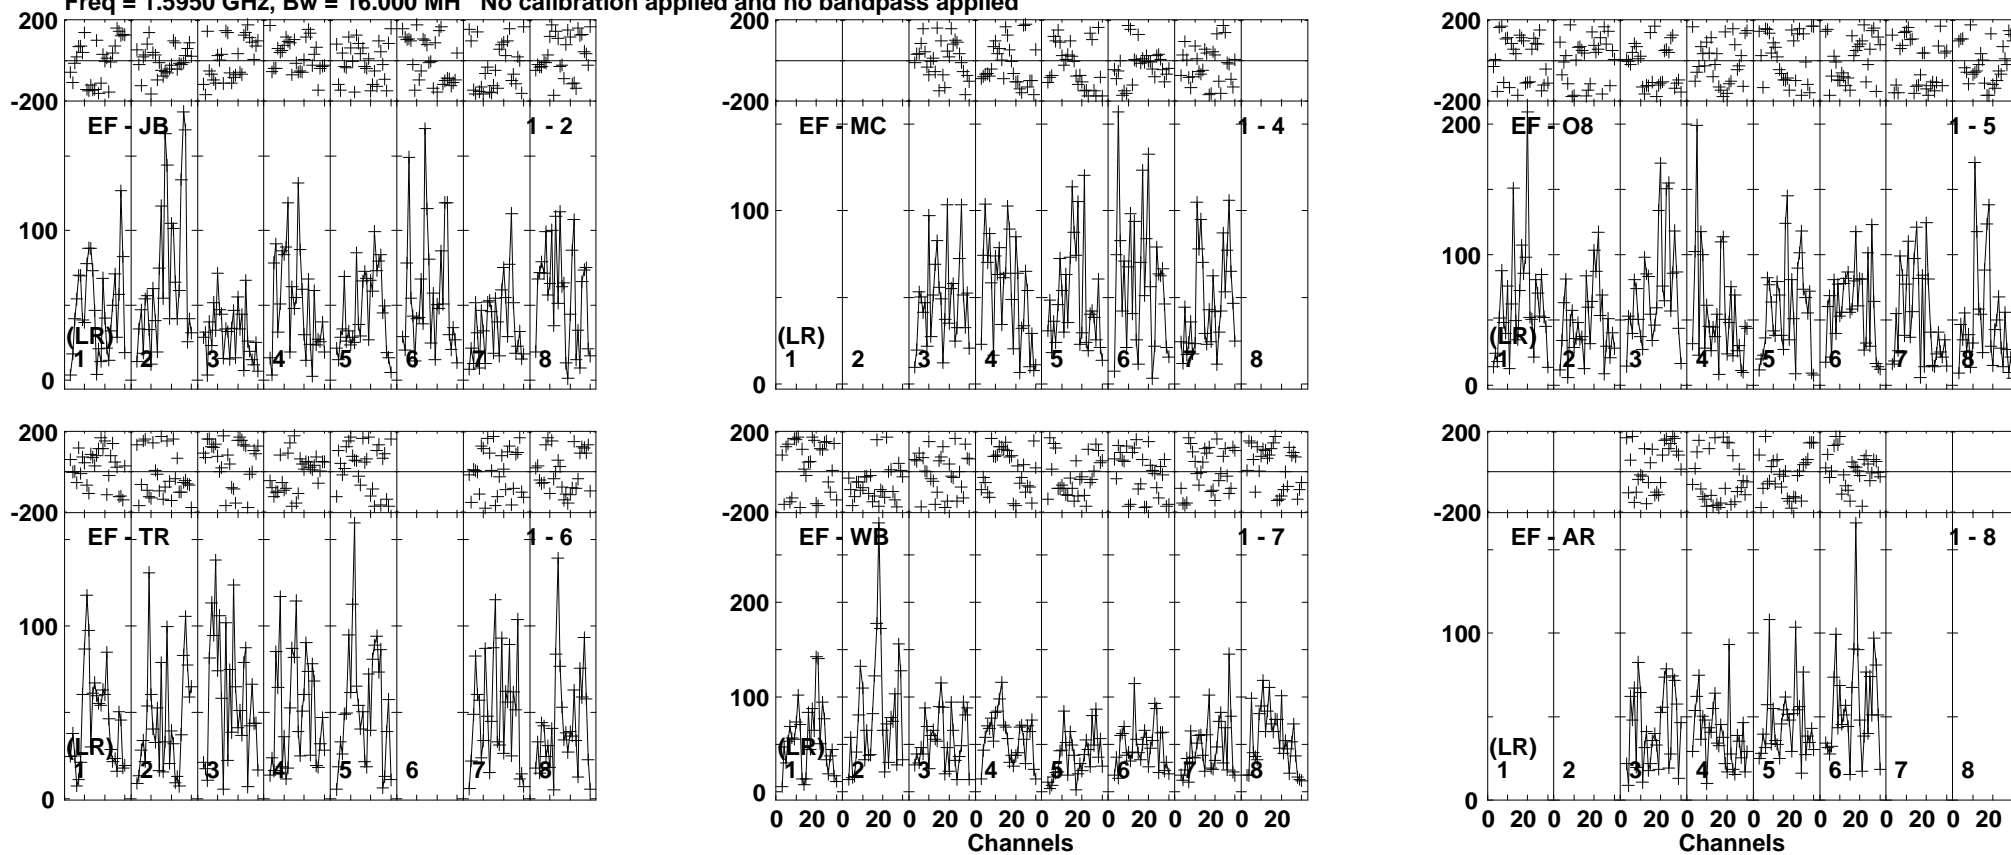 Freq = 1.5950 GHz, Bw = 16.000 MH No calibration applied and no bandpass applied
200 200 200
-200 -200 -200
EF - JB 1 - 2 EF - MC 1 - 4 EF - O8 1 - 5
200
100 100 100
(LR) (LR) (LR)
1 2 3 4 5 6 7 8 1 2 3 4 5 6 7 8 1 2 3 4 5 6 7 8
0 0 0
200 200 200
-200 -200 -200
EF - TR 1 - 6 EF - WB 1 - 7 EF - AR 1 - 8
200
100 100 100
(LR) (LR) (LR)
1 2 3 4 5 6 7 8 1 2 3 4 5 6 7 8 1 2 3 4 5 6 7 8
0 0 0
0 20 0 20 0 20 0 20 0 20 0 20 0 20 0 20 0 20 0 20 0 20 0 20 0 20 0 20 0 20 0 20
Channels Channels